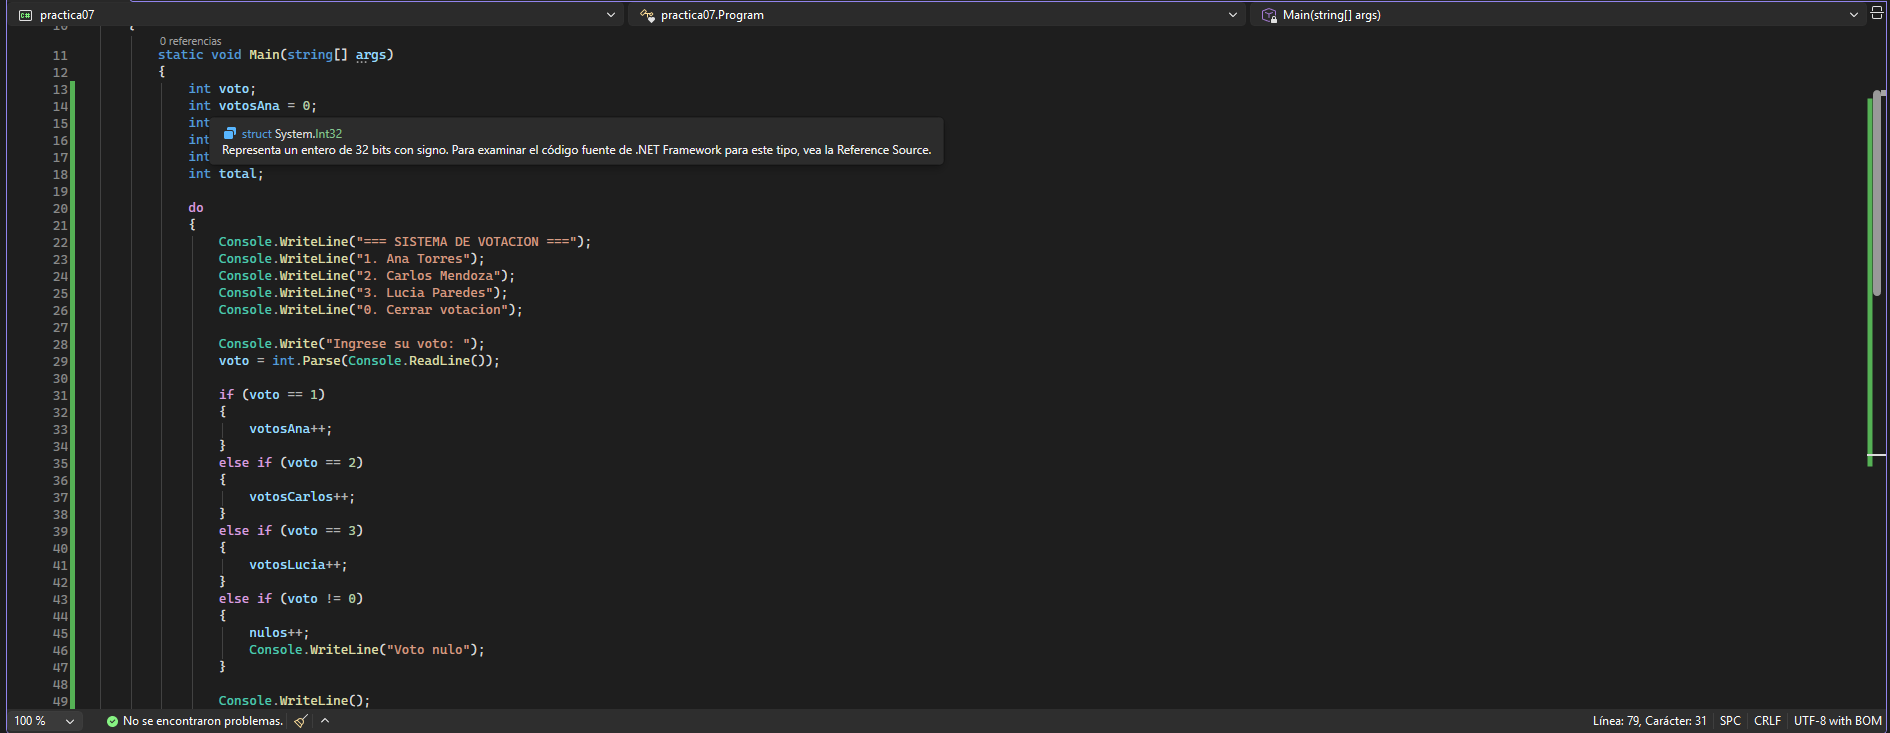 practica07
practica07.Program
Main(string[] args)
10 {
0 referencias
11 static void Main(string[] args)
12 {
13 int voto;
14 int votosAna = 0;
15 int
16 int
17 int
struct System.Int32
Representa un entero de 32 bits con signo. Para examinar el código fuente de .NET Framework para este tipo, vea la Reference Source.
18 int total;
19
20 do
21 {
22 Console.WriteLine("=== SISTEMA DE VOTACION ===");
23 Console.WriteLine("1. Ana Torres");
24 Console.WriteLine("2. Carlos Mendoza");
25 Console.WriteLine("3. Lucia Paredes");
26 Console.WriteLine("0. Cerrar votacion");
27
28 Console.Write("Ingrese su voto: ");
29 voto = int.Parse(Console.ReadLine());
30
31 if (voto == 1)
32 {
33 votosAna++;
34 }
35 else if (voto == 2)
36 {
37 votosCarlos++;
38 }
39 else if (voto == 3)
40 {
41 votosLucia++;
42 }
43 else if (voto != 0)
44 {
45 nulos++;
46 Console.WriteLine("Voto nulo");
47 }
48
49 Console.WriteLine();
100 %
No se encontraron problemas.
Línea: 79, Carácter: 31
SPC
CRLF
UTF-8 with BOM